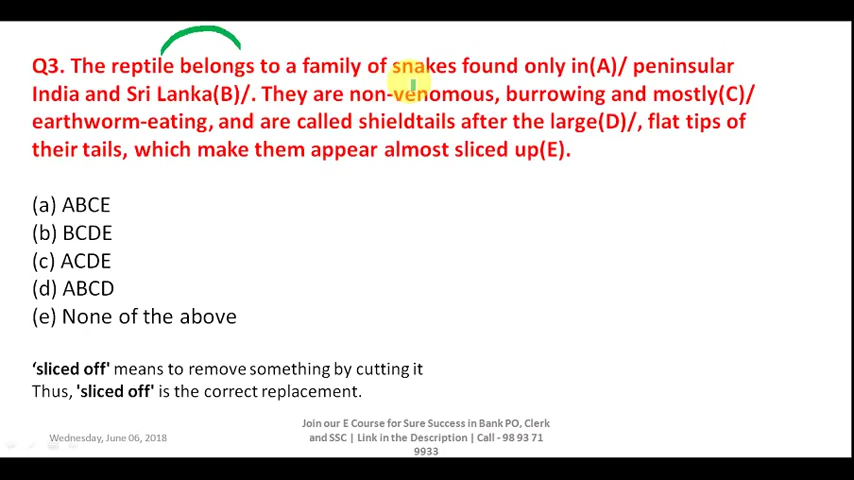 Q3. The reptile belongs to a family of snakes found only in(A)/ peninsular
India and Sri Lanka(B)/. They are non-venomous, burrowing and mostly(C)/
earthworm-eating, and are called shieldtails after the large(D)/, flat tips of
their tails, which make them appear almost sliced up(E).
(a) ABCE
(b) BCDE
(c) ACDE
(d) ABCD
(e) None of the above
‘sliced off' means to remove something by cutting it
Thus, 'sliced off' is the correct replacement.
Wednesday, June 06, 2018
Join our E Course for Sure Success in Bank PO, Clerk
and SSC | Link in the Description | Call - 98 93 71
9933